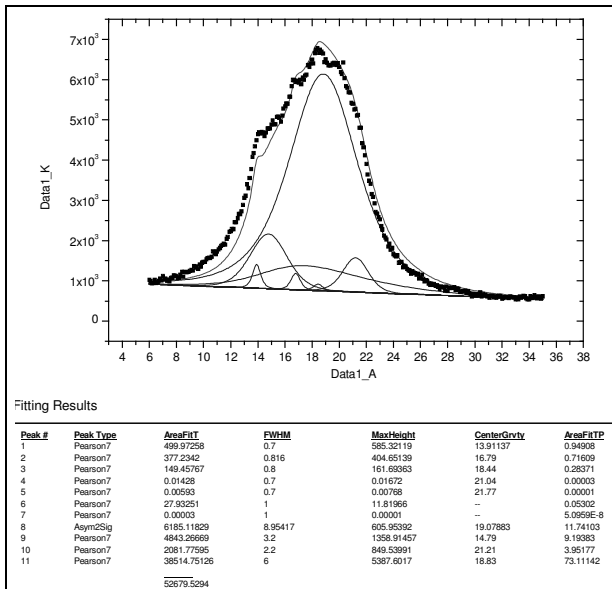 7x10³
6x10³
5x10³
4x10³
3x10³
2x10³
1x10³
0
Data1_K
4 6 8 10 12 14 16 18 20 22 24 26 28 30 32 34 36 38
Data1_A
Fitting Results
Peak # Peak Type AreaFitT FWHM MaxHeight CenterGrvty AreaFitTP
1 Pearson7 499.97258 0.7 585.32119 13.91137 0.94908
2 Pearson7 377.2342 0.816 404.65139 16.79 0.71609
3 Pearson7 149.45767 0.8 161.69363 18.44 0.28371
4 Pearson7 0.01428 0.7 0.01672 21.04 0.00003
5 Pearson7 0.00593 0.7 0.00768 21.77 0.00001
6 Pearson7 27.93251 1 11.81966 -- 0.05302
7 Pearson7 0.00003 1 0.00001 -- 5.0959E-8
8 Asym2Sig 6185.11829 8.95417 605.95392 19.07883 11.74103
9 Pearson7 4843.26669 3.2 1358.91457 14.79 9.19383
10 Pearson7 2081.77595 2.2 849.53991 21.21 3.95177
11 Pearson7 38514.75126 6 5387.6017 18.83 73.11142
52679.5294